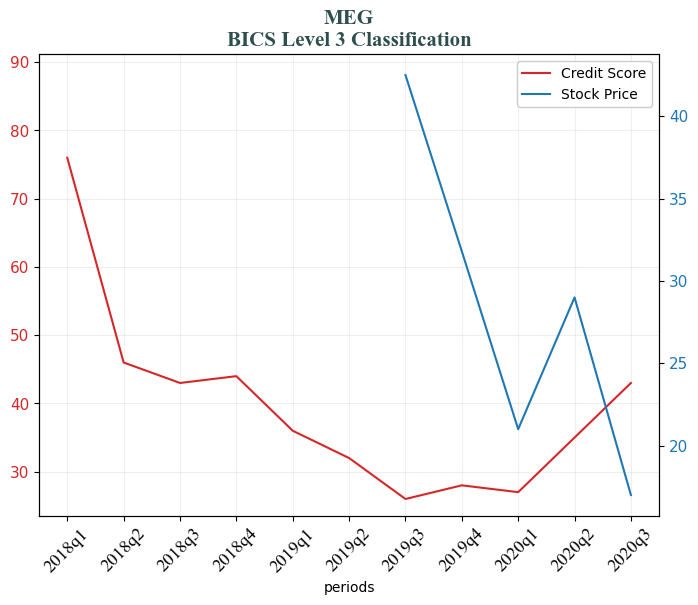 MEG
BICS Level 3 Classification
Credit Score
Stock Price
90
80
70
60
50
40
30
40
35
30
25
20
2018q1
2018q2
2018q3
2018q4
2019q1
2019q2
2019q3
2019q4
2020q1
2020q2
2020q3
periods